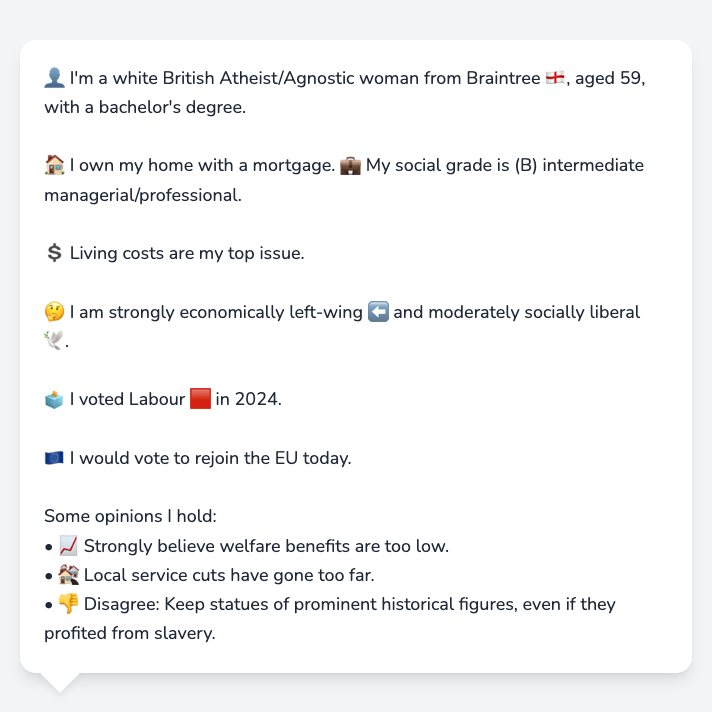 👤 I'm a white British Atheist/Agnostic woman from Braintree 🏴󠁧󠁢󠁥󠁮󠁧󠁿, aged 59,
with a bachelor's degree.
🏠 I own my home with a mortgage. 💼 My social grade is (B) intermediate
managerial/professional.
💲 Living costs are my top issue.
🤔 I am strongly economically left-wing ⬅️ and moderately socially liberal
🕊️.
🗳️ I voted Labour 🟥 in 2024.
🇪🇺 I would vote to rejoin the EU today.
Some opinions I hold:
• 📈 Strongly believe welfare benefits are too low.
• 🏚️ Local service cuts have gone too far.
• 👎 Disagree: Keep statues of prominent historical figures, even if they
profited from slavery.